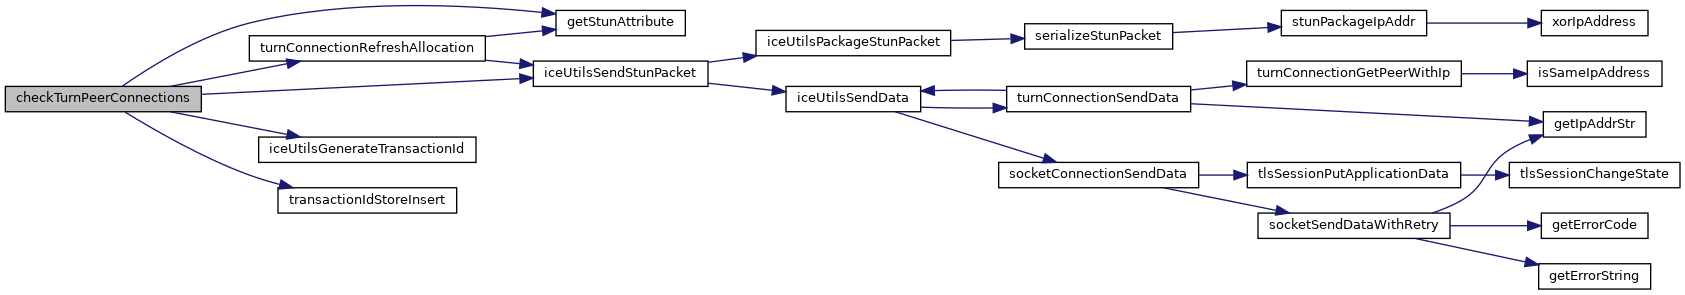 checkTurnPeerConnections
getStunAttribute
turnConnectionRefreshAllocation
iceUtilsSendStunPacket
iceUtilsGenerateTransactionId
transactionIdStoreInsert
iceUtilsPackageStunPacket
iceUtilsSendData
serializeStunPacket
turnConnectionSendData
socketConnectionSendData
stunPackageIpAddr
turnConnectionGetPeerWithIp
tlsSessionPutApplicationData
socketSendDataWithRetry
xorIpAddress
isSameIpAddress
getIpAddrStr
tlsSessionChangeState
getErrorCode
getErrorString